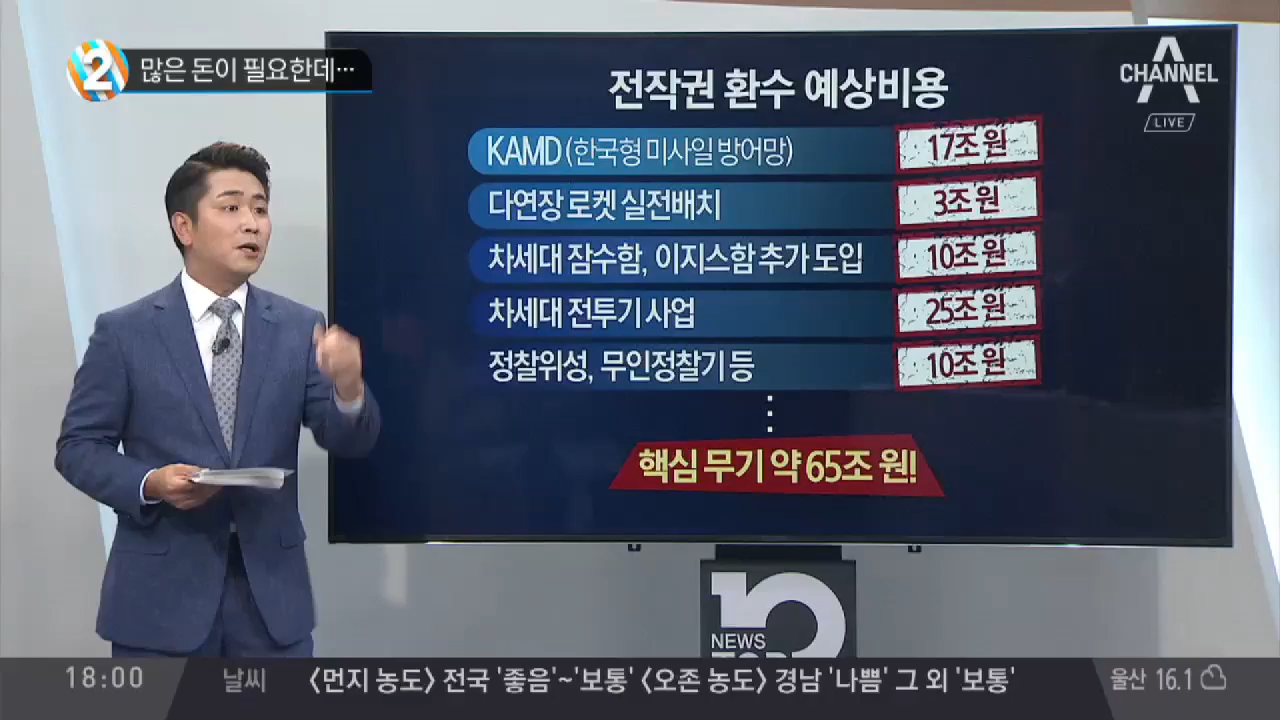 2 많은 돈이 필요한데…
CHANNEL A
LIVE
전작권 환수 예상비용
KAMD (한국형 미사일 방어망) 17조 원
다연장 로켓 실전배치 3조 원
차세대 잠수함, 이지스함 추가 도입 10조 원
차세대 전투기 사업 25조 원
정찰위성, 무인정찰기 등 10조 원
⋮
핵심 무기 약 65조 원!
NEWS
TOP
10
18:00 날씨 〈먼지 농도〉 전국 '좋음'~'보통' 〈오존 농도〉 경남 '나쁨' 그 외 '보통' 울산 16.1